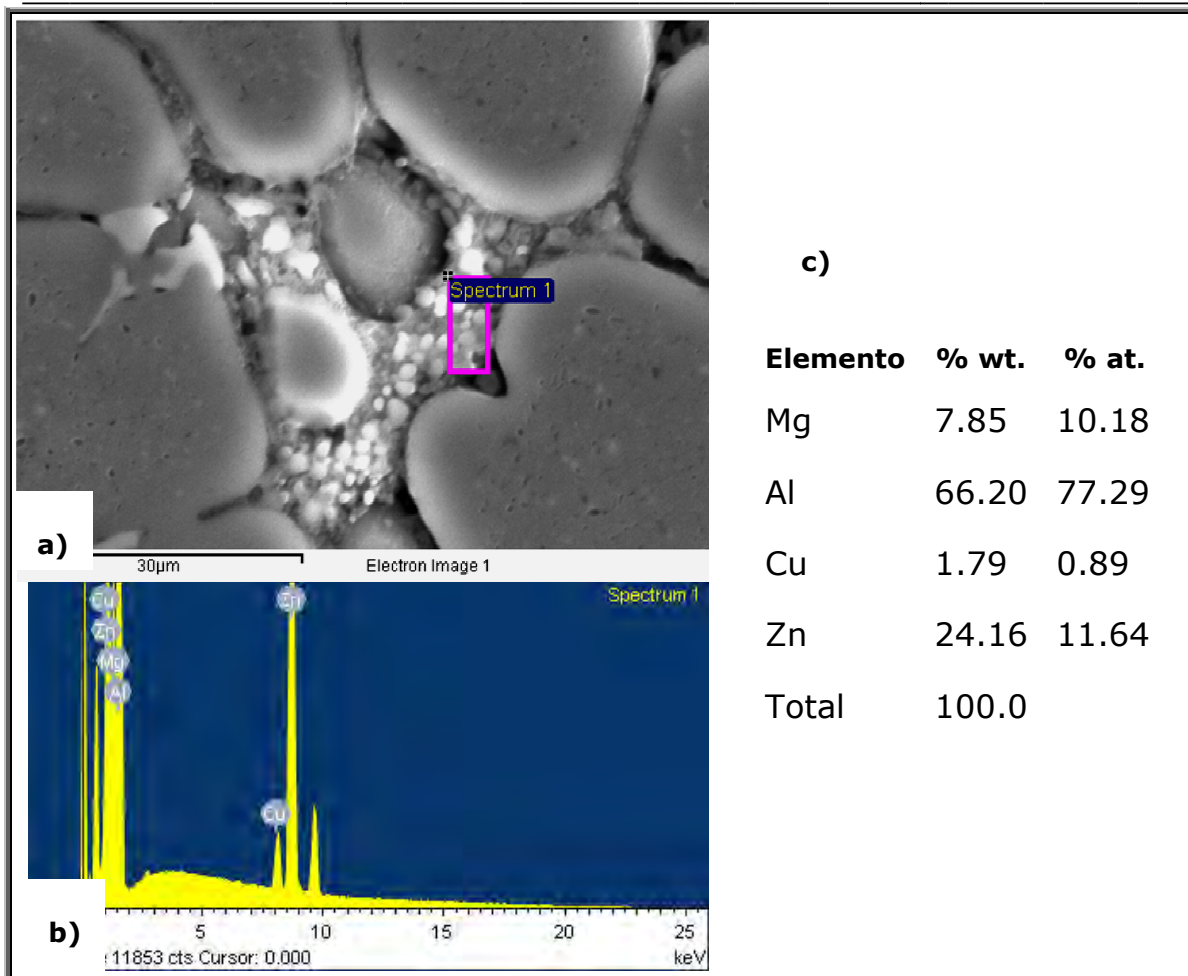 Spectrum 1
a)
30µm Electron Image 1
Cu
Zn
Mg
Al
Cu
Zn
Spectrum 1
5 10 15 20 25
11853 cts Cursor: 0.000 keV
b)
c)
Elemento % wt. % at.
Mg 7.85 10.18
Al 66.20 77.29
Cu 1.79 0.89
Zn 24.16 11.64
Total 100.0